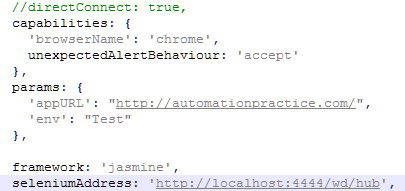 //directConnect: true,
capabilities: {
'browserName': 'chrome',
unexpectedAlertBehaviour: 'accept'
},
params: {
'appURL': "http://automationpractice.com/",
'env': "Test"
},
framework: 'jasmine',
seleniumAddress: 'http://localhost:4444/wd/hub',